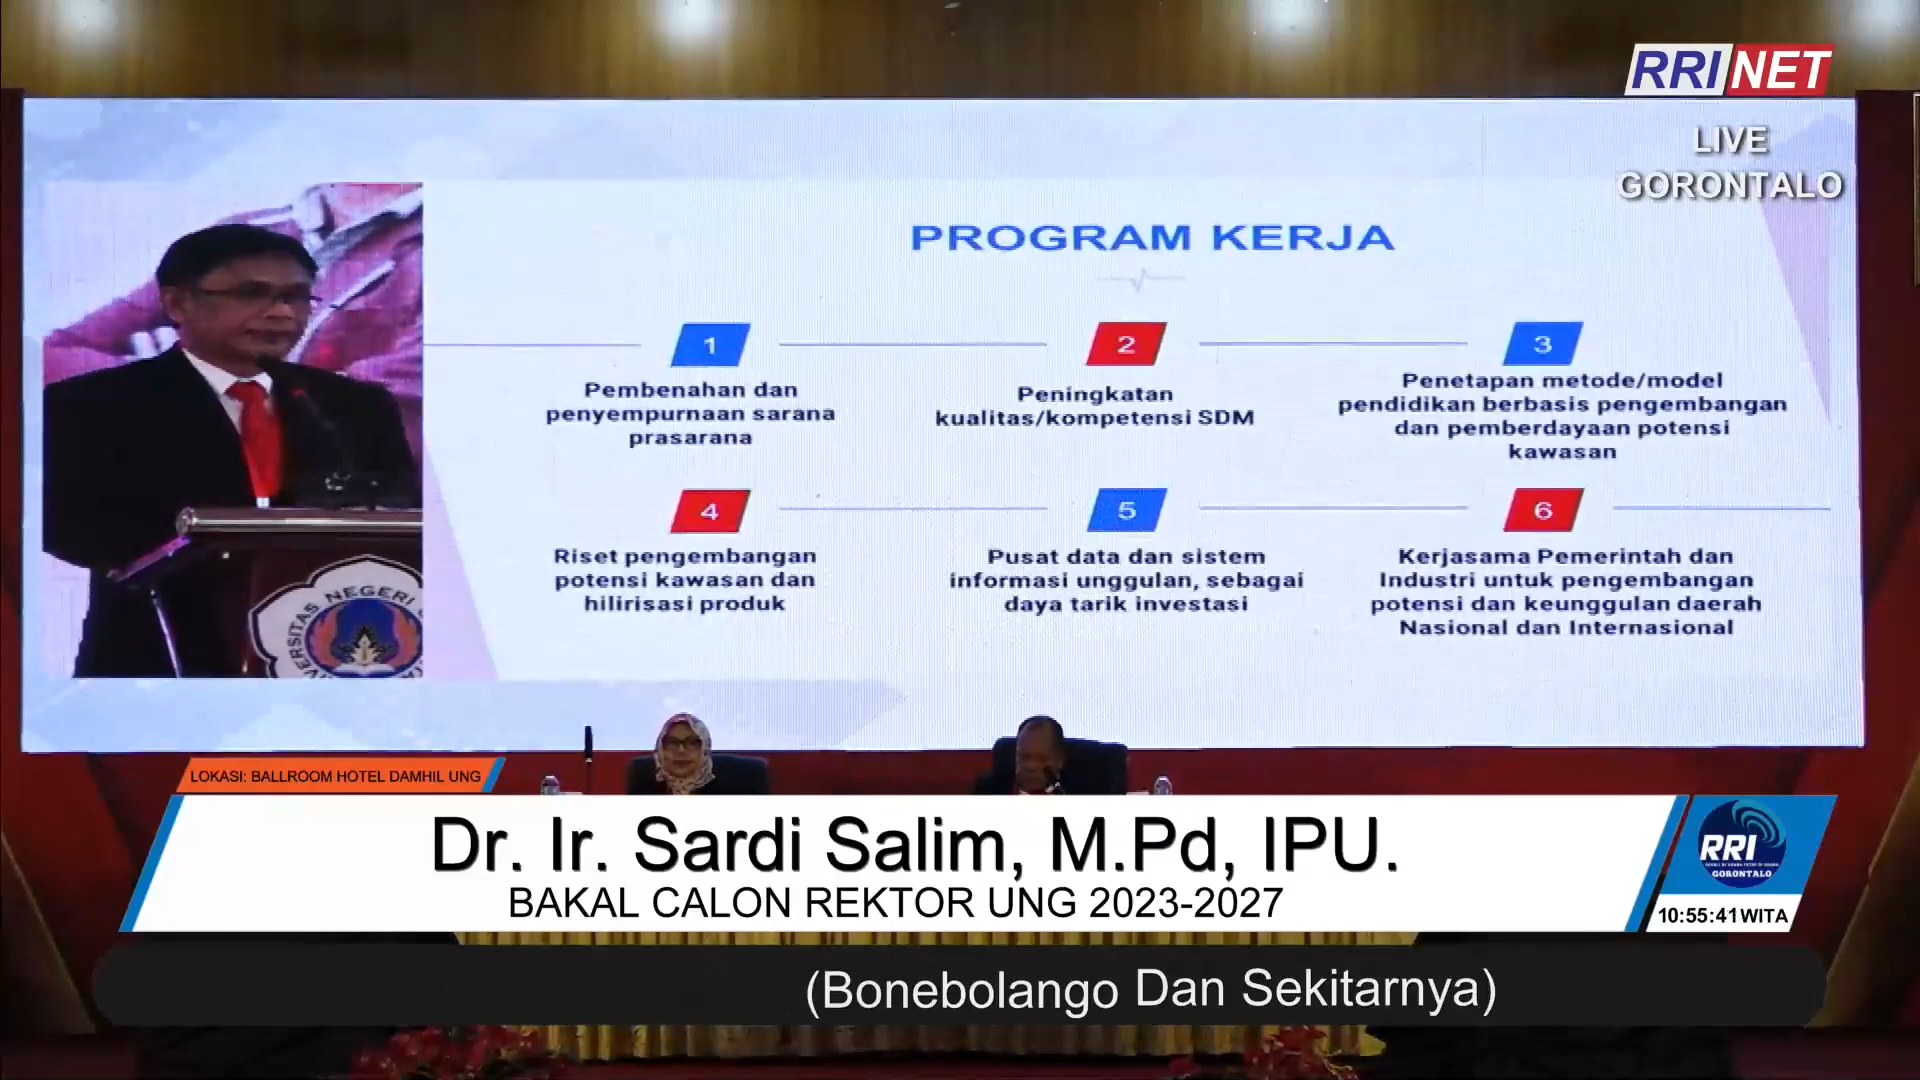 RRI NET
LIVE
GORONTALO
PROGRAM KERJA
1
Pembenahan dan
penyempurnaan sarana
prasarana
2
Peningkatan
kualitas/kompetensi SDM
3
Penetapan metode/model
pendidikan berbasis pengembangan
dan pemberdayaan potensi
kawasan
4
Riset pengembangan
potensi kawasan dan
hilirisasi produk
5
Pusat data dan sistem
informasi unggulan, sebagai
daya tarik investasi
6
Kerjasama Pemerintah dan
Industri untuk pengembangan
potensi dan keunggulan daerah
Nasional dan Internasional
NEGERI
LOKASI: BALLROOM HOTEL DAMHIL UNG
Dr. Ir. Sardi Salim, M.Pd, IPU.
BAKAL CALON REKTOR UNG 2023-2027
RRI
GORONTALO
10:55:41 WITA
(Bonebolango Dan Sekitarnya)